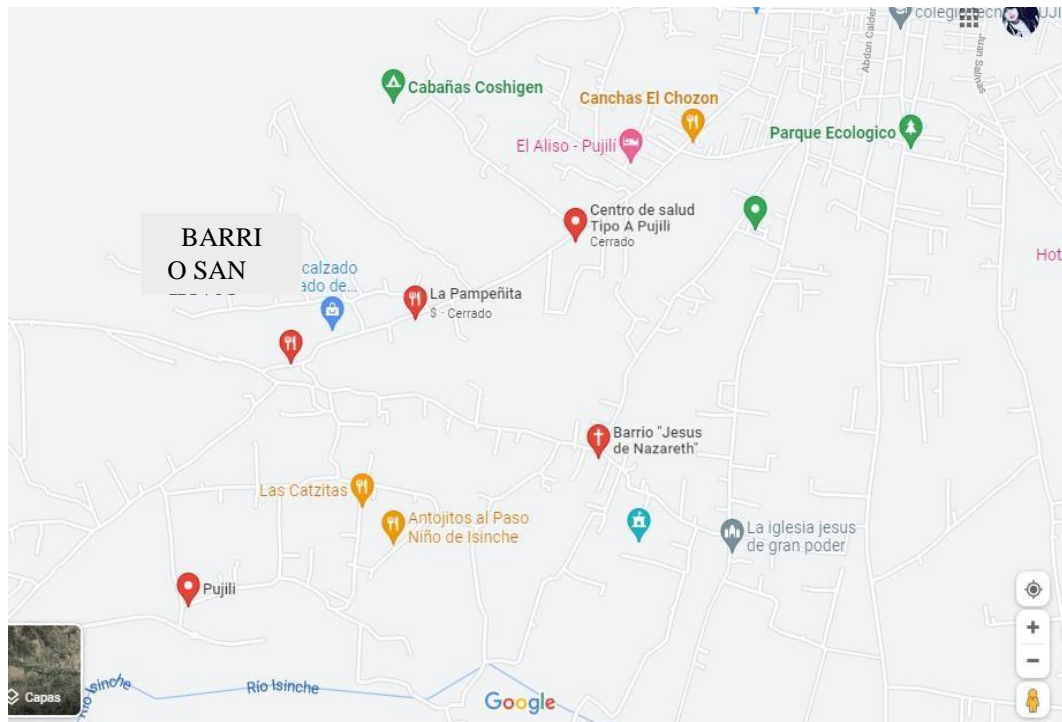 colegio
Abdon Calder
Juan Salinas
Cabañas Coshigen
Canchas El Chozon
Parque Ecologico
El Aliso - Pujilí
Centro de salud
Tipo A Pujili
Cerrado
BARRI
O SAN
calzado
ado de...
Hot
La Pampeñita
$ · Cerrado
Barrio "Jesus
de Nazareth"
Las Catzitas
Antojitos al Paso
Niño de Isinche
La iglesia jesus
de gran poder
Pujili
Capas
Isinche
Río Isinche
Google